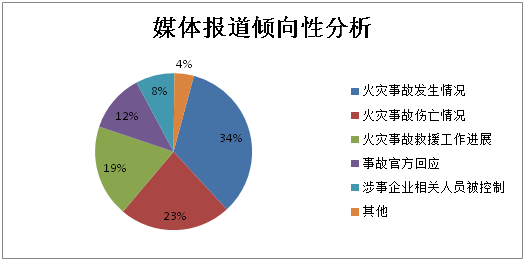 媒体报道倾向性分析
4%
8%
12%
34%
19%
23%
火灾事故发生情况
火灾事故伤亡情况
火灾事故救援工作进展
事故官方回应
涉事企业相关人员被控制
其他